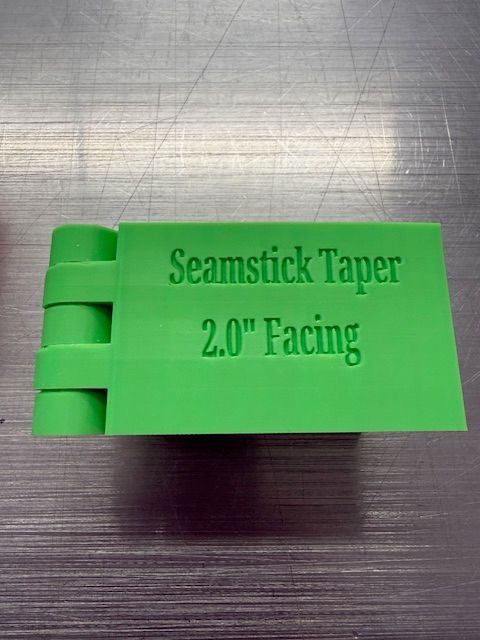 Seamstick Taper
2.0" Facing